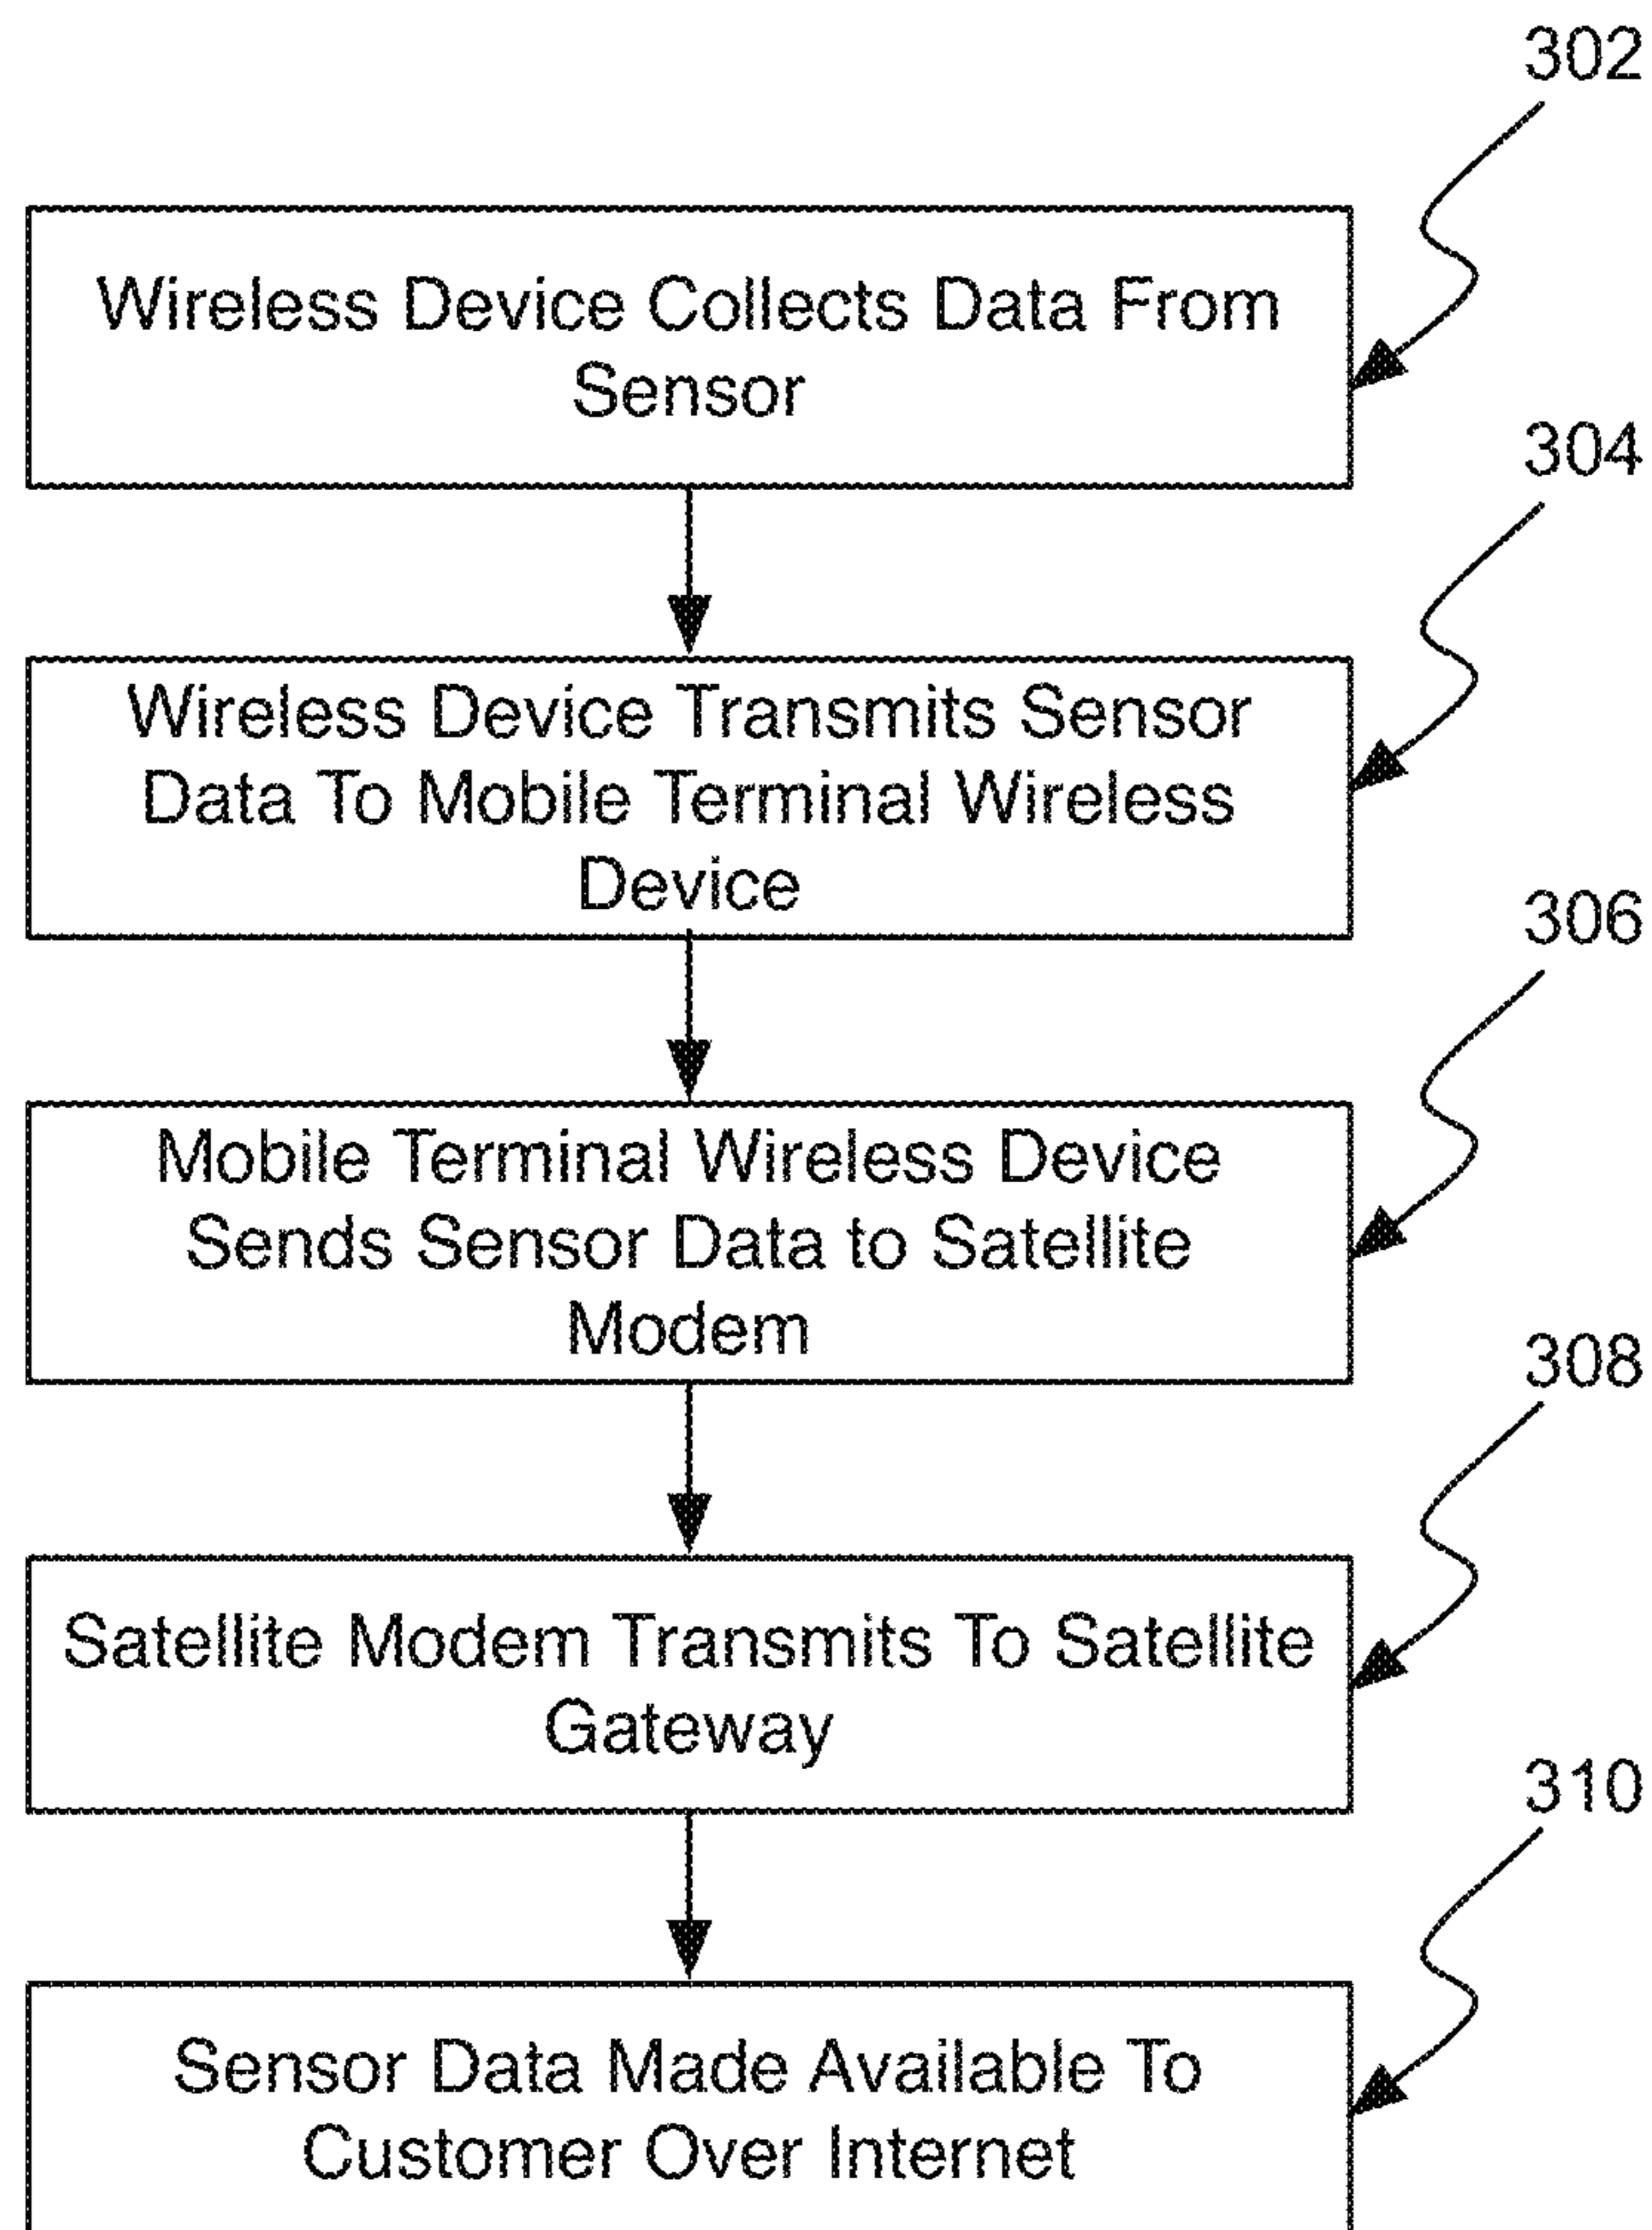 302
Wireless Device Collects Data From
Sensor
304
Wireless Device Transmits Sensor
Data To Mobile Terminal Wireless
Device
306
Mobile Terminal Wireless Device
Sends Sensor Data to Satellite
Modem
308
Satellite Modem Transmits To Satellite
Gateway
310
Sensor Data Made Available To
Customer Over Internet